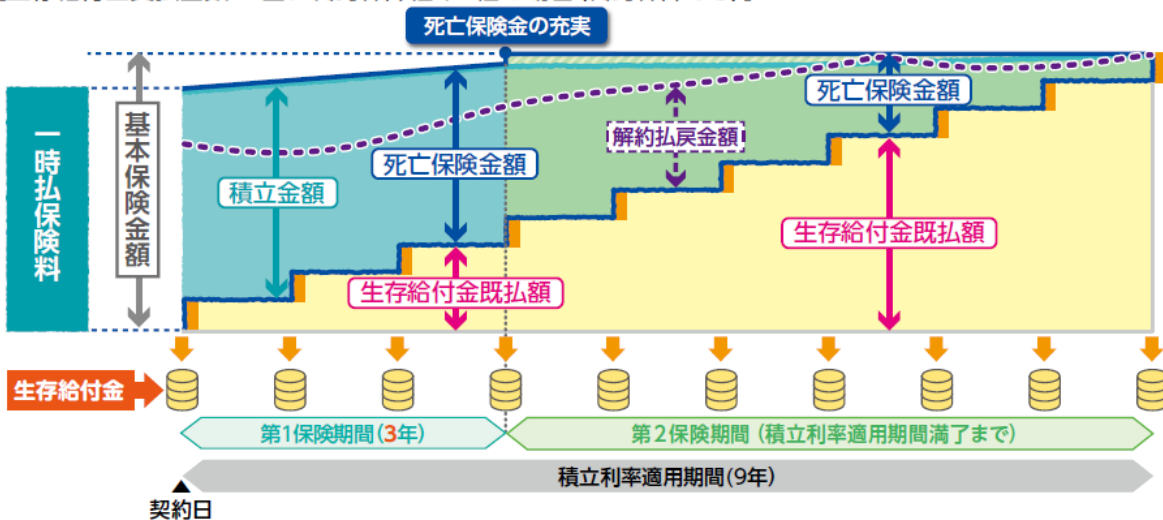 死亡保険金の充実
一時払保険料
基本保険金額
積立金額
死亡保険金額
生存給付金既払額
解約払戻金額
死亡保険金額
生存給付金既払額
生存給付金
第1保険期間(3年)
第2保険期間(積立利率適用期間満了まで)
積立利率適用期間(9年)
契約日